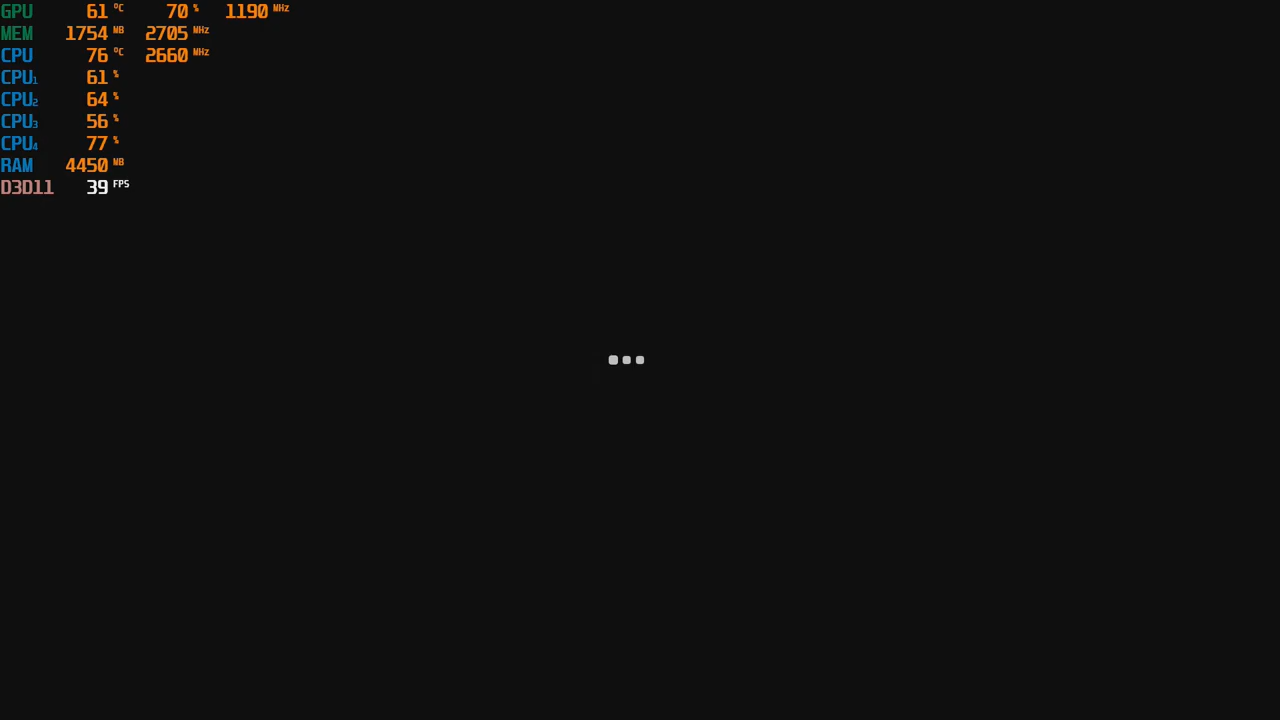 GPU 61 °C 70 % 1190 MHz
MEM 1754 MB 2705 MHz
CPU 76 °C 2660 MHz
CPU1 61 %
CPU2 64 %
CPU3 56 %
CPU4 77 %
RAM 4450 MB
D3D11 39 FPS